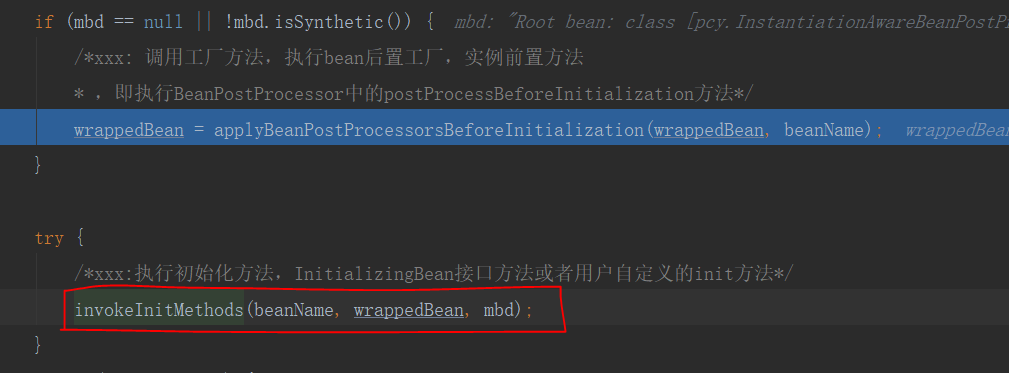 if (mbd == null || !mbd.isSynthetic()) { mbd: "Root bean: class [pcy.InstantiationAwareBeanPostP
/*xxx: 调用工厂方法，执行bean后置工厂，实例前置方法
* ，即执行BeanPostProcessor中的postProcessBeforeInitialization方法*/
wrappedBean = applyBeanPostProcessorsBeforeInitialization(wrappedBean, beanName); wrappedBean
}
try {
/*xxx:执行初始化方法，InitializingBean接口方法或者用户自定义的init方法*/
invokeInitMethods(beanName, wrappedBean, mbd);
}